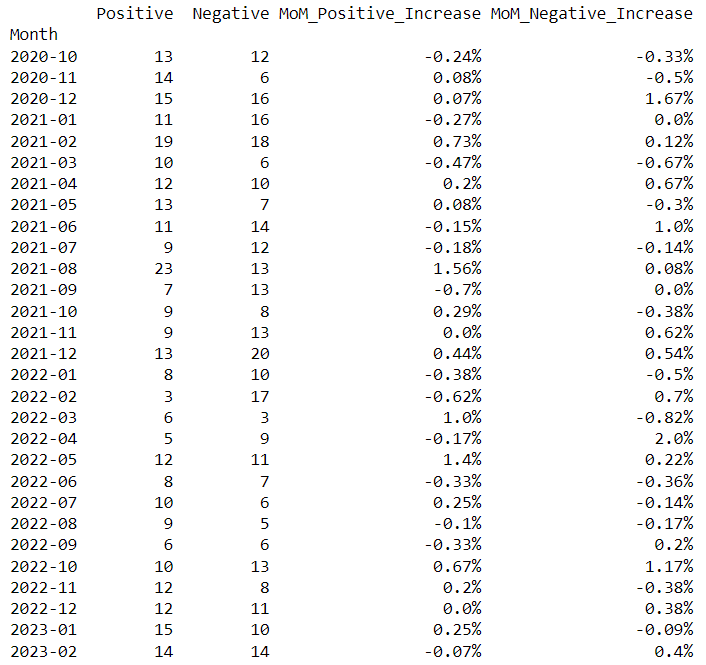 Positive Negative MoM_Positive_Increase MoM_Negative_Increase
Month
2020-10 13 12 -0.24% -0.33%
2020-11 14 6 0.08% -0.5%
2020-12 15 16 0.07% 1.67%
2021-01 11 16 -0.27% 0.0%
2021-02 19 18 0.73% 0.12%
2021-03 10 6 -0.47% -0.67%
2021-04 12 10 0.2% 0.67%
2021-05 13 7 0.08% -0.3%
2021-06 11 14 -0.15% 1.0%
2021-07 9 12 -0.18% -0.14%
2021-08 23 13 1.56% 0.08%
2021-09 7 13 -0.7% 0.0%
2021-10 9 8 0.29% -0.38%
2021-11 9 13 0.0% 0.62%
2021-12 13 20 0.44% 0.54%
2022-01 8 10 -0.38% -0.5%
2022-02 3 17 -0.62% 0.7%
2022-03 6 3 1.0% -0.82%
2022-04 5 9 -0.17% 2.0%
2022-05 12 11 1.4% 0.22%
2022-06 8 7 -0.33% -0.36%
2022-07 10 6 0.25% -0.14%
2022-08 9 5 -0.1% -0.17%
2022-09 6 6 -0.33% 0.2%
2022-10 10 13 0.67% 1.17%
2022-11 12 8 0.2% -0.38%
2022-12 12 11 0.0% 0.38%
2023-01 15 10 0.25% -0.09%
2023-02 14 14 -0.07% 0.4%